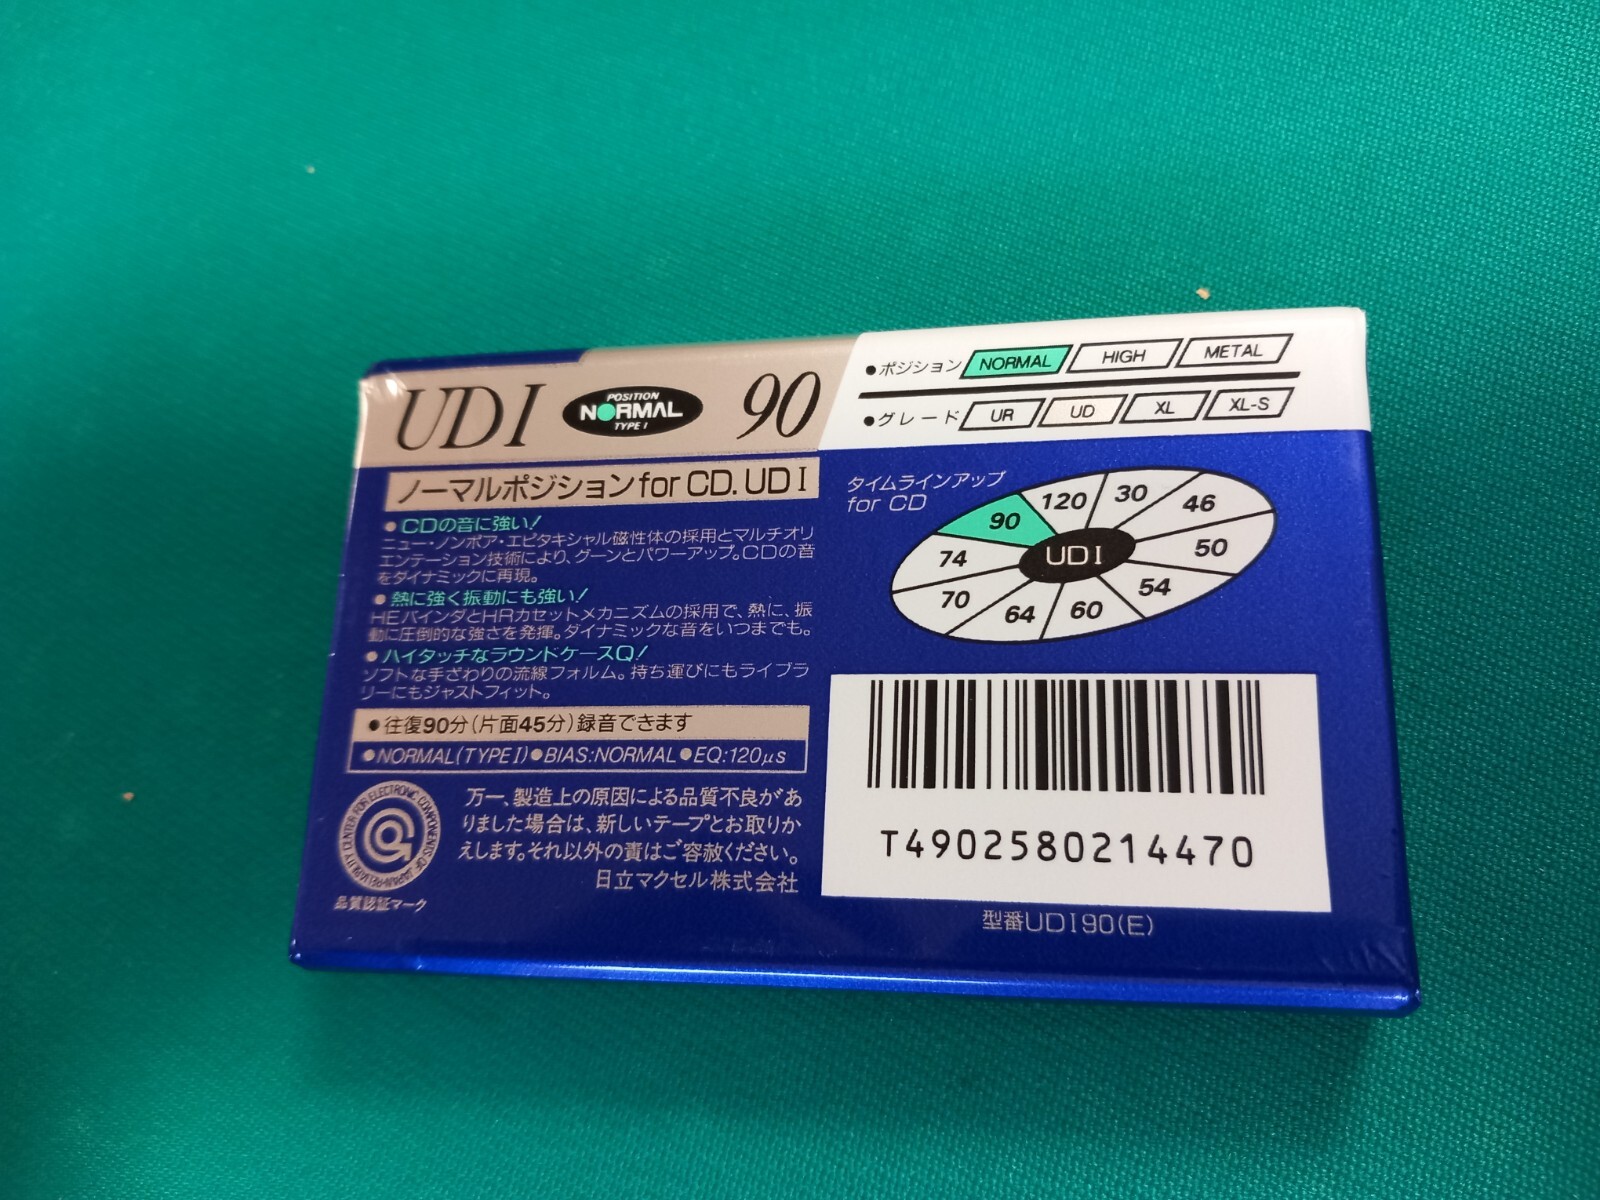 UDI
POSITION
NORMAL
TYPE I
90
●ポジション NORMAL HIGH METAL
●グレード UR UD XL XL-S
ノーマルポジションfor CD. UDI
●CDの音に強い!
ニュー・ノンポア・エピタキシャル磁性体の採用とマルチオリ
エンテーション技術により、グーンとパワーアップ。CDの音
をダイナミックに再現。
●熱に強く振動にも強い!
HEバインダとHRカセットメカニズムの採用で、熱に、振
動に圧倒的な強さを発揮。ダイナミックな音をいつまでも。
●ハイタッチなラウンドケースQ!
ソフトな手ざわりの流線フォルム。持ち運びにもライブラ
リーにもジャストフィット。
●往復90分(片面45分)録音できます
●NORMAL(TYPE I)●BIAS:NORMAL●EQ:120μs
RELIABILITY CENTER FOR ELECTRONIC COMPONENTS OF JAPAN
品質認証マーク
万一、製造上の原因による品質不良があ
りました場合は、新しいテープとお取りか
えします。それ以外の責はご容赦ください。
日立マクセル株式会社
タイムラインアップ
for CD
90
120
30
46
50
54
60
64
70
74
UDI
T4902580214470
型番UDI90(E)